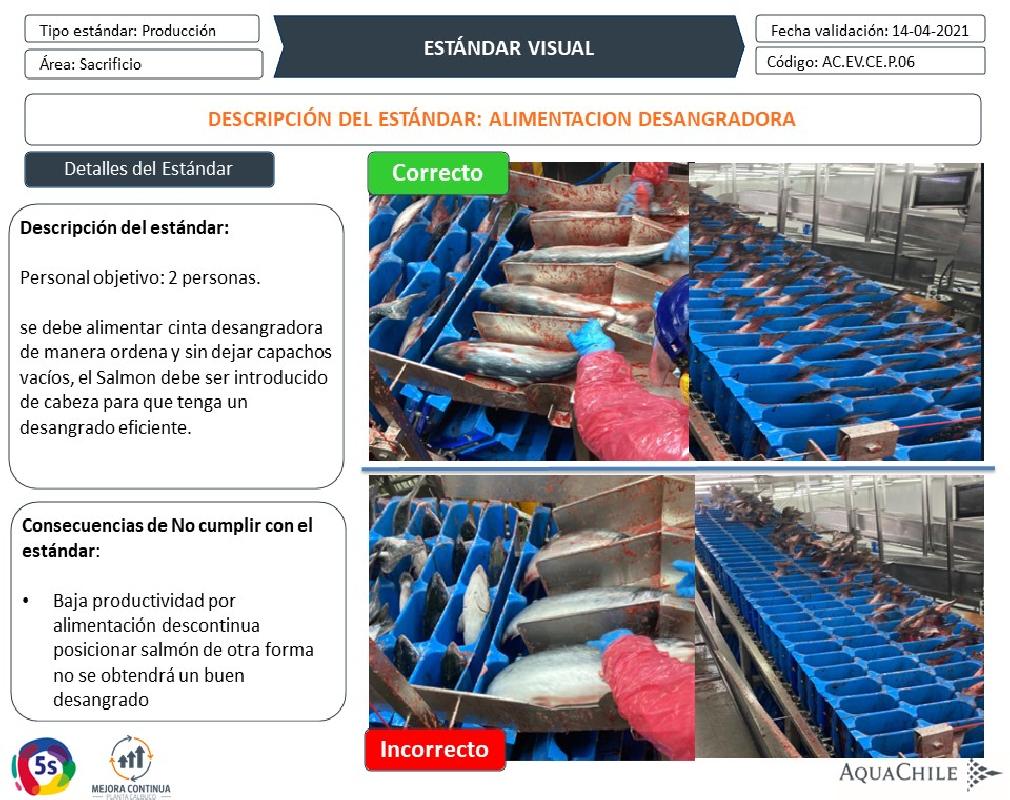 Tipo estándar: Producción
Área: Sacrificio
ESTÁNDAR VISUAL
Fecha validación: 14-04-2021
Código: AC.EV.CE.P.06
DESCRIPCIÓN DEL ESTÁNDAR: ALIMENTACION DESANGRADORA
Detalles del Estándar
Descripción del estándar:
Personal objetivo: 2 personas.
se debe alimentar cinta desangradora
de manera ordena y sin dejar capachos
vacíos, el Salmon debe ser introducido
de cabeza para que tenga un
desangrado eficiente.
Consecuencias de No cumplir con el
estándar:
• Baja productividad por
alimentación descontinua
posicionar salmón de otra forma
no se obtendrá un buen
desangrado
Correcto
Incorrecto
5s
MEJORA CONTINUA
PLANTA CALBUCO
AQUACHILE